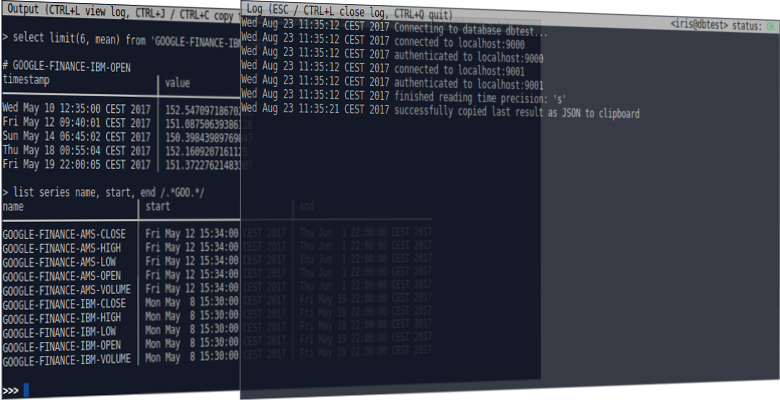 Output (CTRL+L view log, CTRL+J / CTRL+C copy
> select limit(6, mean) from 'GOOGLE-FINANCE-IBM
# GOOGLE-FINANCE-IBM-OPEN
timestamp value
Wed May 10 12:35:00 CEST 2017 152.5470971867
Fri May 12 09:40:01 CEST 2017 151.08750639386
Sun May 14 06:45:02 CEST 2017 150.3984398976
Thu May 18 00:55:04 CEST 2017 152.1609207161
Fri May 19 22:00:05 CEST 2017 151.3722762148
> list series name, start, end /.*GOO.*/
name start end
GOOGLE-FINANCE-AMS-CLOSE Fri May 12 15:34:00 CEST 2017 Thu Jun 1 22:00:00 CEST 2017
GOOGLE-FINANCE-AMS-HIGH Fri May 12 15:34:00 CEST 2017 Thu Jun 1 22:00:00 CEST 2017
GOOGLE-FINANCE-AMS-LOW Fri May 12 15:34:00 CEST 2017 Thu Jun 1 22:00:00 CEST 2017
GOOGLE-FINANCE-AMS-OPEN Fri May 12 15:34:00 CEST 2017 Thu Jun 1 22:00:00 CEST 2017
GOOGLE-FINANCE-AMS-VOLUME Fri May 12 15:34:00 CEST 2017 Thu Jun 1 22:00:00 CEST 2017
GOOGLE-FINANCE-IBM-CLOSE Mon May 8 15:30:00 CEST 2017 Fri May 19 22:00:00 CEST 2017
GOOGLE-FINANCE-IBM-HIGH Mon May 8 15:30:00 CEST 2017 Fri May 19 22:00:00 CEST 2017
GOOGLE-FINANCE-IBM-LOW Mon May 8 15:30:00 CEST 2017 Fri May 19 22:00:00 CEST 2017
GOOGLE-FINANCE-IBM-OPEN Mon May 8 15:30:00 CEST 2017 Fri May 19 22:00:00 CEST 2017
GOOGLE-FINANCE-IBM-VOLUME Mon May 8 15:30:00 CEST 2017 Fri May 19 22:00:00 CEST 2017
>>>
Log (ESC / CTRL+L close log, CTRL+Q quit) <iris@dbtest> status: OK
Wed Aug 23 11:35:12 CEST 2017 Connecting to database dbtest...
Wed Aug 23 11:35:12 CEST 2017 connected to localhost:9000
Wed Aug 23 11:35:12 CEST 2017 authenticated to localhost:9000
Wed Aug 23 11:35:12 CEST 2017 connected to localhost:9001
Wed Aug 23 11:35:12 CEST 2017 authenticated to localhost:9001
Wed Aug 23 11:35:12 CEST 2017 finished reading time precision: 's'
Wed Aug 23 11:35:21 CEST 2017 successfully copied last result as JSON to clipboard